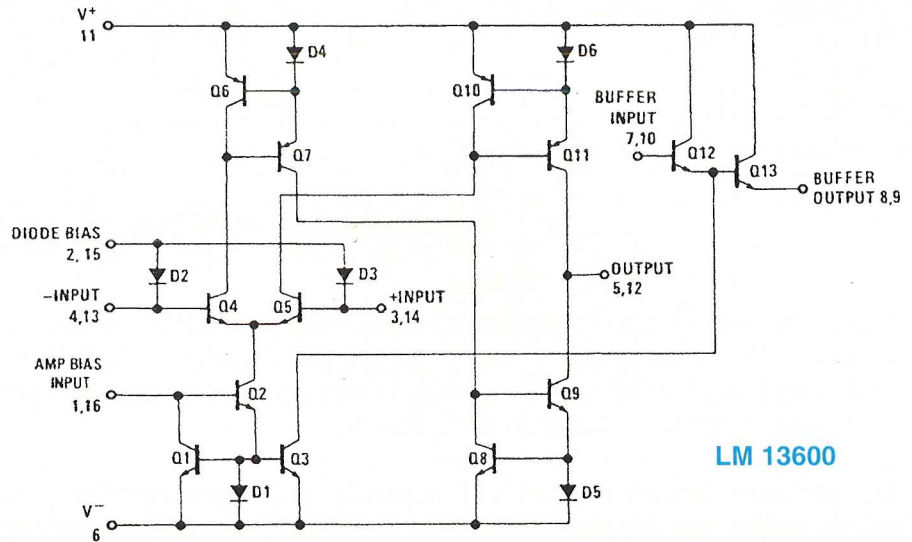 V+
11
D4
D6
Q6
Q10
BUFFER
INPUT
7,10
Q7
Q11
Q12
Q13
BUFFER
OUTPUT 8,9
DIODE BIAS
2, 15
D2
D3
OUTPUT
5,12
–INPUT
4,13
Q4
Q5
+INPUT
3,14
AMP BIAS
INPUT
1,16
Q2
Q9
Q1
Q3
Q8
LM 13600
D1
D5
V–
6